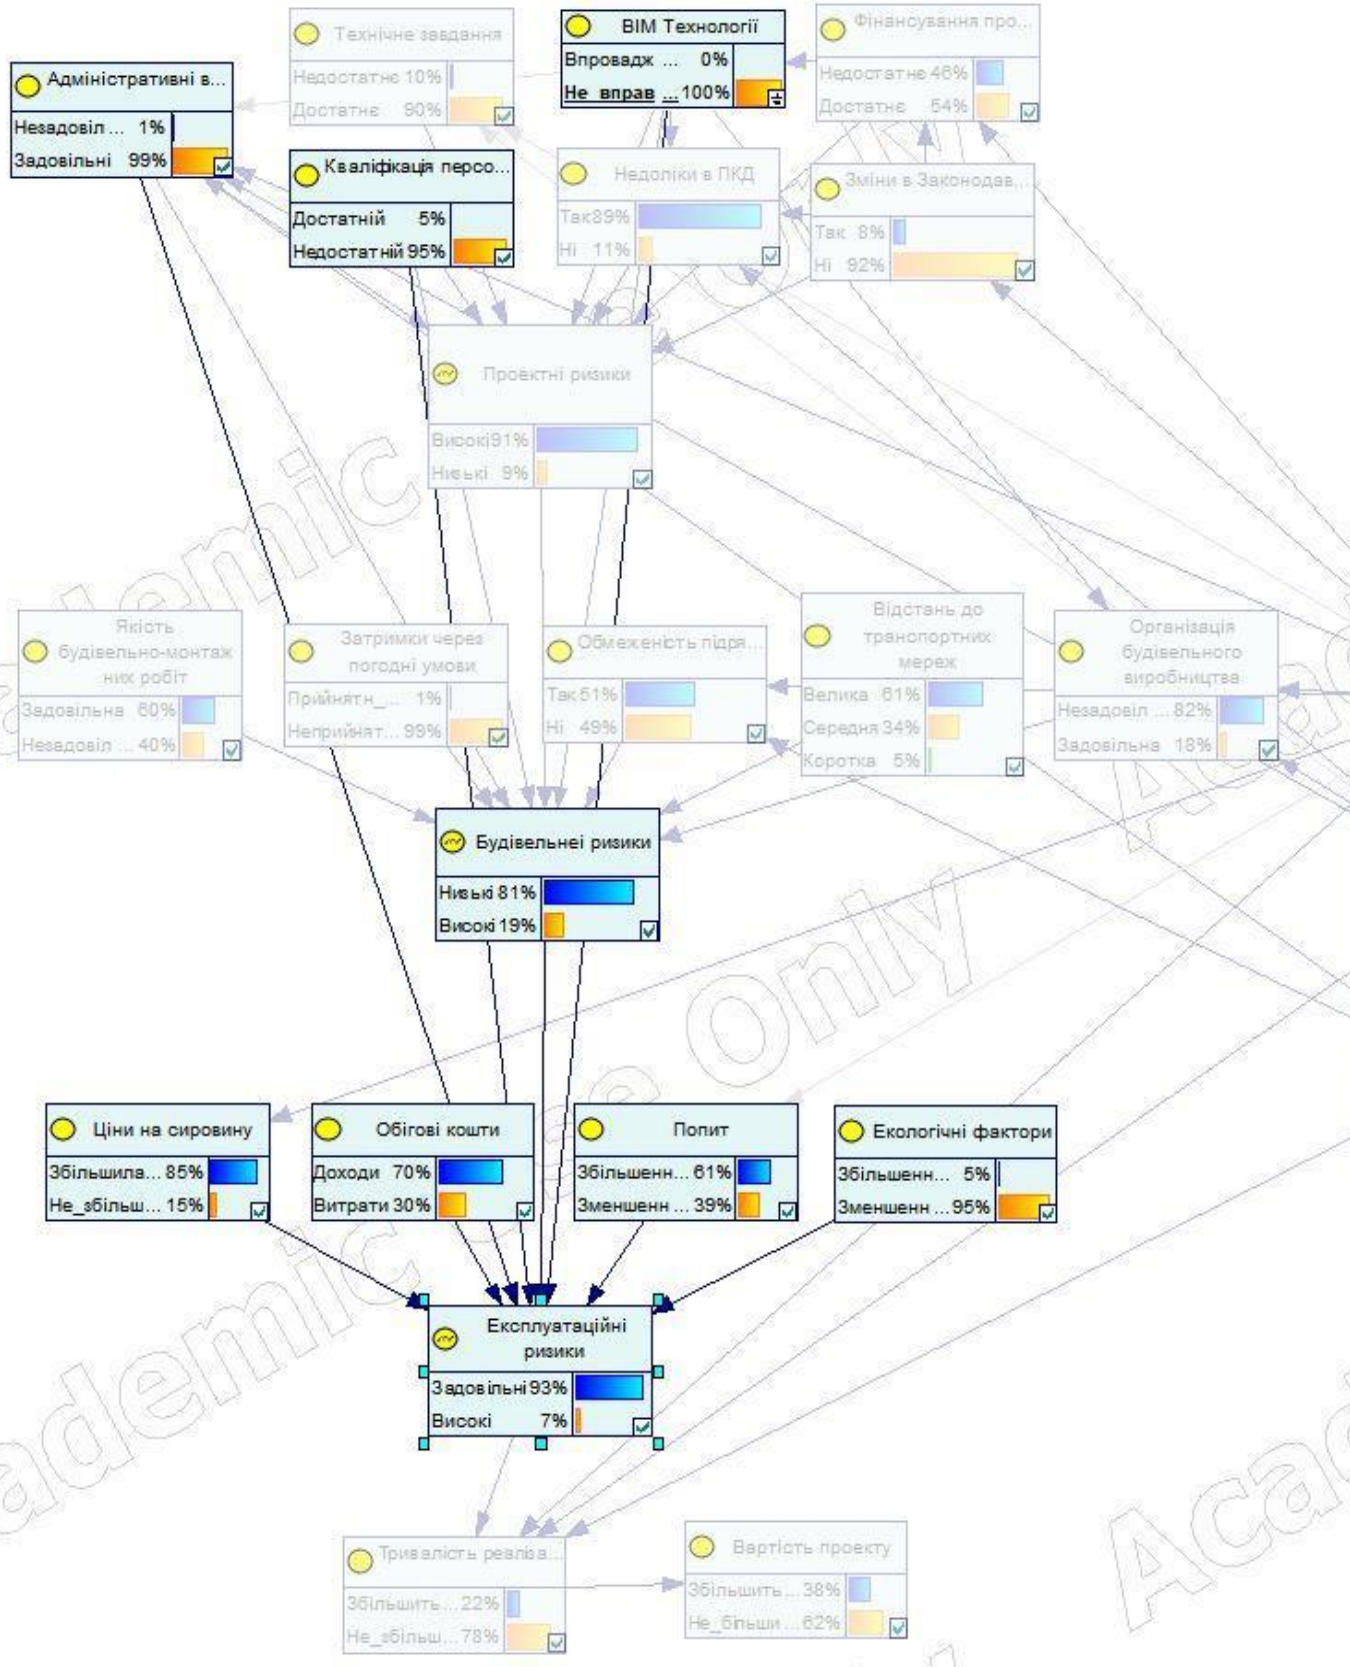 Технічне завдання
Недостатнє 10%
Достатнє 90%
BIM Технології
Впровадж ... 0%
Не вправ ...100%
Фінансування про...
Недостатнє 46%
Достатнє 54%
Адміністративні в...
Незадовіл ... 1%
Задовільні 99%
Кваліфікація персо...
Достатній 5%
Недостатній 95%
Недоліки в ПКД
Так 89%
Ні 11%
Зміни в Законодав...
Так 8%
Ні 92%
Проектні ризики
Високі 91%
Низькі 9%
Якість
будівельно-монтаж
них робіт
Задовільна 60%
Незадовіл ... 40%
Затримки через
погодні умови
Прийнятн_... 1%
Неприйнят... 99%
Обмеженість підря...
Так 51%
Ні 49%
Відстань до
транспортних
мереж
Велика 61%
Середня 34%
Коротка 5%
Організація
будівельного
виробництва
Незадовіл ... 82%
Задовільна 18%
Будівельнеі ризики
Низькі 81%
Високі 19%
Ціни на сировину
Збільшила... 85%
Не_збільш... 15%
Обігові кошти
Доходи 70%
Витрати 30%
Попит
Збільшенн... 61%
Зменшенн ... 39%
Екологічні фактори
Збільшенн... 5%
Зменшенн ... 95%
Експлуатаційні
ризики
Задовільні 93%
Високі 7%
Тривалість реаліза...
Збільшить... 22%
Не_збільш... 78%
Вартість проекту
Збільшить... 38%
Не_більши... 62%
Academic Use Only